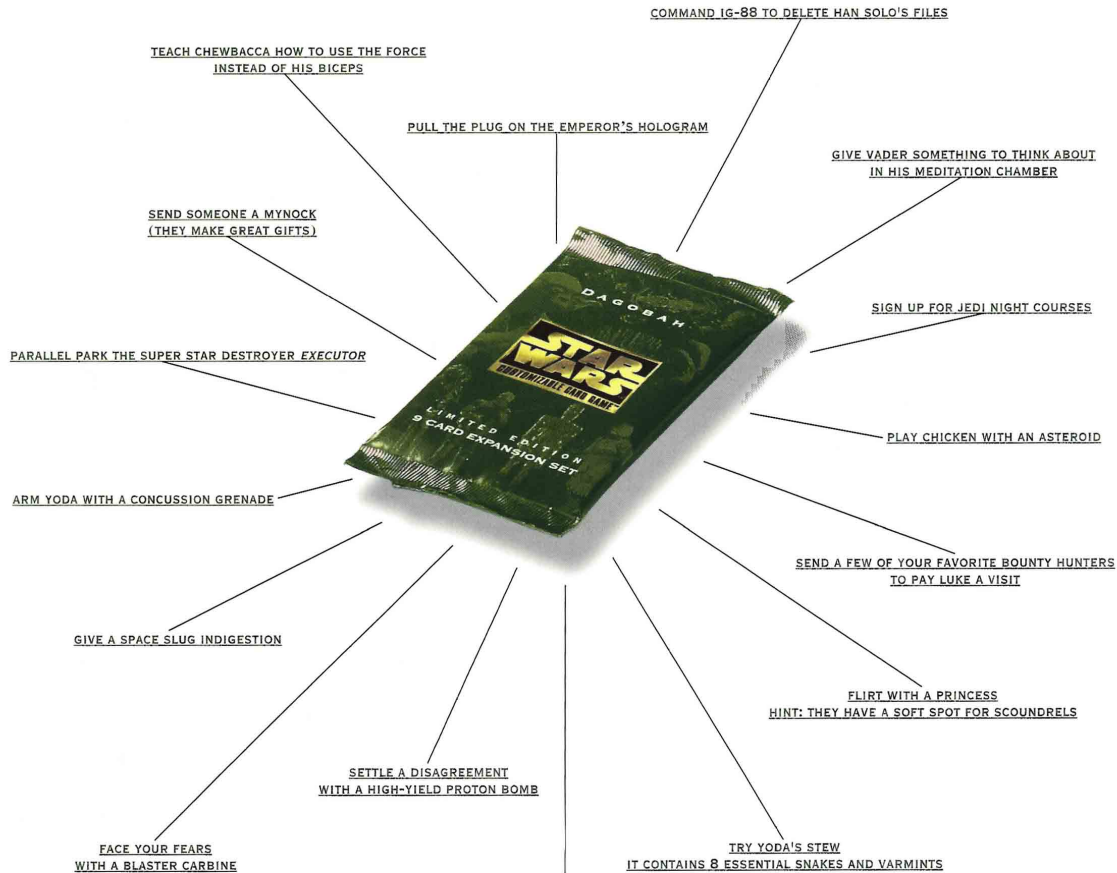 COMMAND IG-88 TO DELETE HAN SOLO'S FILES
TEACH CHEWBACCA HOW TO USE THE FORCE
INSTEAD OF HIS BICEPS
PULL THE PLUG ON THE EMPEROR'S HOLOGRAM
GIVE VADER SOMETHING TO THINK ABOUT
IN HIS MEDITATION CHAMBER
SEND SOMEONE A MYNOCK
(THEY MAKE GREAT GIFTS)
SIGN UP FOR JEDI NIGHT COURSES
PARALLEL PARK THE SUPER STAR DESTROYER EXECUTOR
DAGOBAH
STAR
WARS
CUSTOMIZABLE CARD GAME™
LIMITED EDITION
9 CARD EXPANSION SET
PLAY CHICKEN WITH AN ASTEROID
ARM YODA WITH A CONCUSSION GRENADE
SEND A FEW OF YOUR FAVORITE BOUNTY HUNTERS
TO PAY LUKE A VISIT
GIVE A SPACE SLUG INDIGESTION
FLIRT WITH A PRINCESS
HINT: THEY HAVE A SOFT SPOT FOR SCOUNDRELS
SETTLE A DISAGREEMENT
WITH A HIGH-YIELD PROTON BOMB
FACE YOUR FEARS
WITH A BLASTER CARBINE
TRY YODA'S STEW
IT CONTAINS 8 ESSENTIAL SNAKES AND VARMINTS